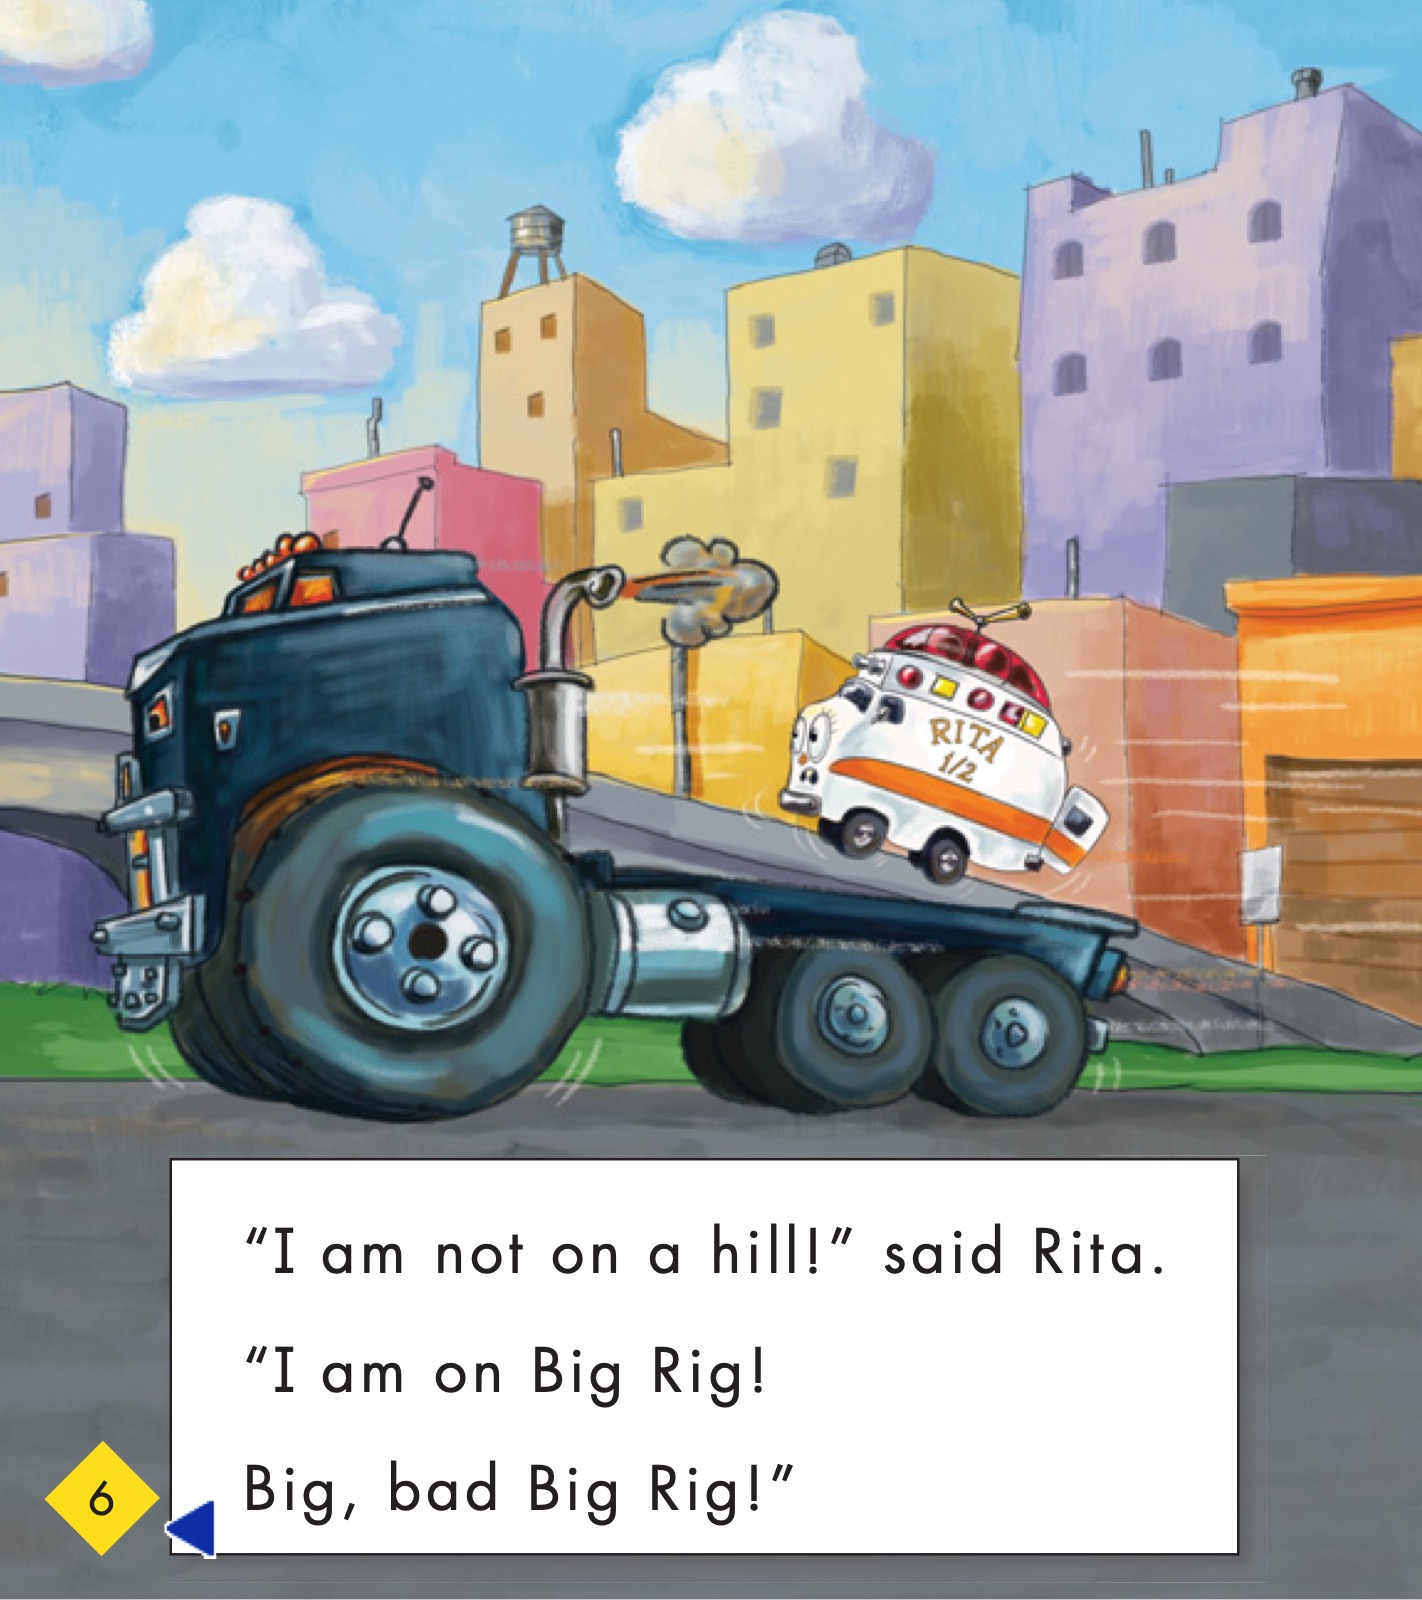 RITA
1/2
“I am not on a hill!” said Rita.
“I am on Big Rig!
Big, bad Big Rig!”
6